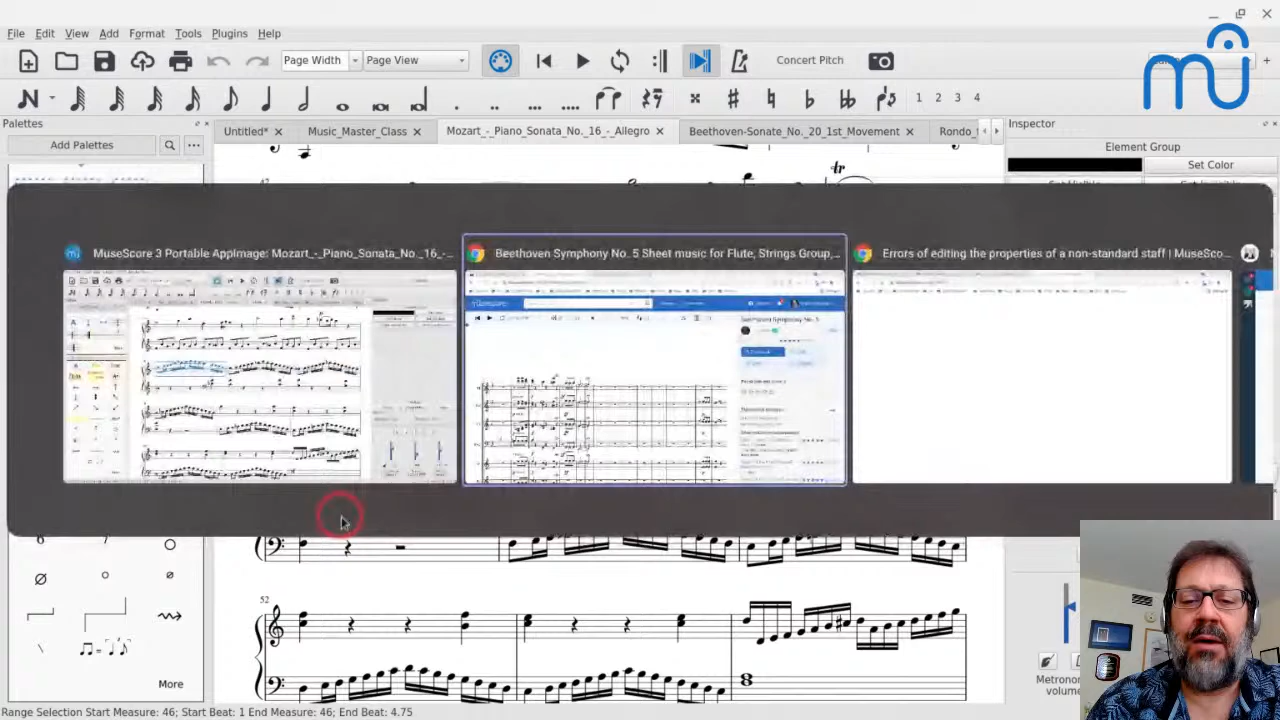 File Edit View Add Format Tools Plugins Help
Page Width Page View Concert Pitch
1 2 3 4
Palettes Untitled* Music_Master_Class Mozart_-_Piano_Sonata_No._16_-_Allegro Beethoven-Sonate_No._20_1st_Movement Rondo_ Inspector
Add Palettes Element Group
Set Color
tr
MuseScore 3 Portable AppImage: Mozart_-_Piano_Sonata_No._16_-... Beethoven Symphony No. 5 Sheet music for Flute, Strings Group,... Errors of editing the properties of a non-standard staff | MuseSco...
52
More
Metronom
volum
Range Selection Start Measure: 46; Start Beat: 1 End Measure: 46; End Beat: 4.75